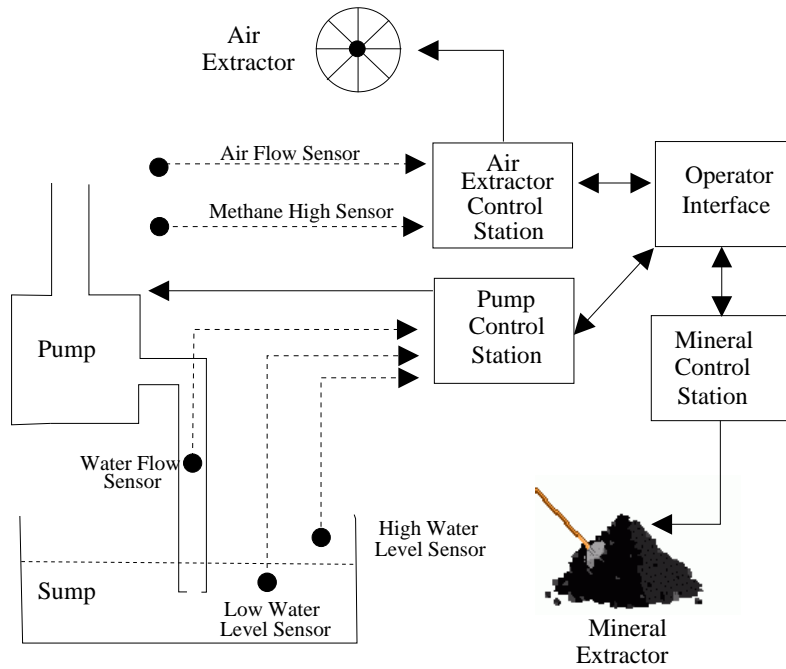 Air
Extractor
Air Flow Sensor
Methane High Sensor
Air
Extractor
Control
Station
Operator
Interface
Pump
Control
Station
Mineral
Control
Station
Pump
Water Flow
Sensor
High Water
Level Sensor
Sump
Low Water
Level Sensor
Mineral
Extractor